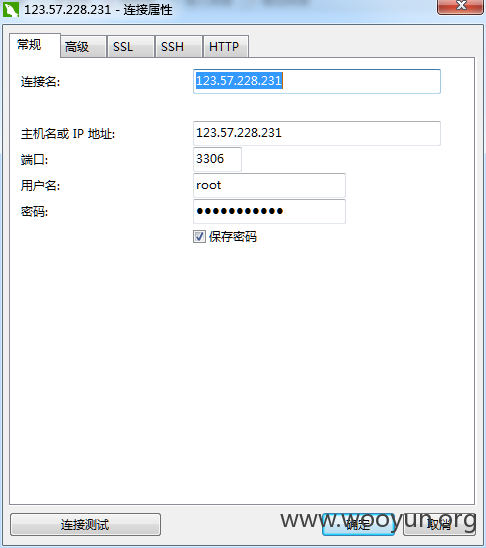 123.57.228.231 - 连接属性
常规 高级 SSL SSH HTTP
连接名: 123.57.228.231
主机名或 IP 地址: 123.57.228.231
端口: 3306
用户名: root
密码: ●●●●●●●●●●●
保存密码
连接测试 确定 取消
www.wooyun.org